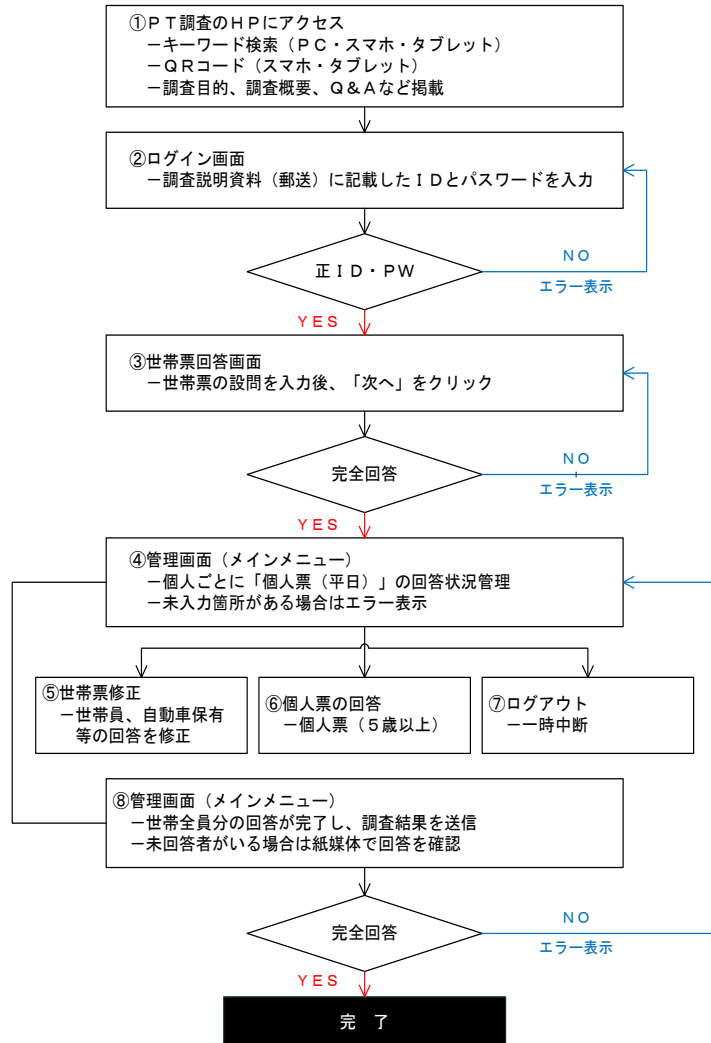 ①ＰＴ調査のＨＰにアクセス
－キーワード検索（ＰＣ・スマホ・タブレット）
－ＱＲコード（スマホ・タブレット）
－調査目的、調査概要、Ｑ＆Ａなど掲載
②ログイン画面
－調査説明資料（郵送）に記載したＩＤとパスワードを入力
正ＩＤ・ＰＷ
ＮＯ
エラー表示
ＹＥＳ
③世帯票回答画面
－世帯票の設問を入力後、「次へ」をクリック
完全回答
ＮＯ
エラー表示
ＹＥＳ
④管理画面（メインメニュー）
－個人ごとに「個人票（平日）」の回答状況管理
－未入力箇所がある場合はエラー表示
⑤世帯票修正
－世帯員、自動車保有
等の回答を修正
⑥個人票の回答
－個人票（５歳以上）
⑦ログアウト
－一時中断
⑧管理画面（メインメニュー）
－世帯全員分の回答が完了し、調査結果を送信
－未回答者がいる場合は紙媒体で回答を確認
完全回答
ＮＯ
エラー表示
ＹＥＳ
完　了